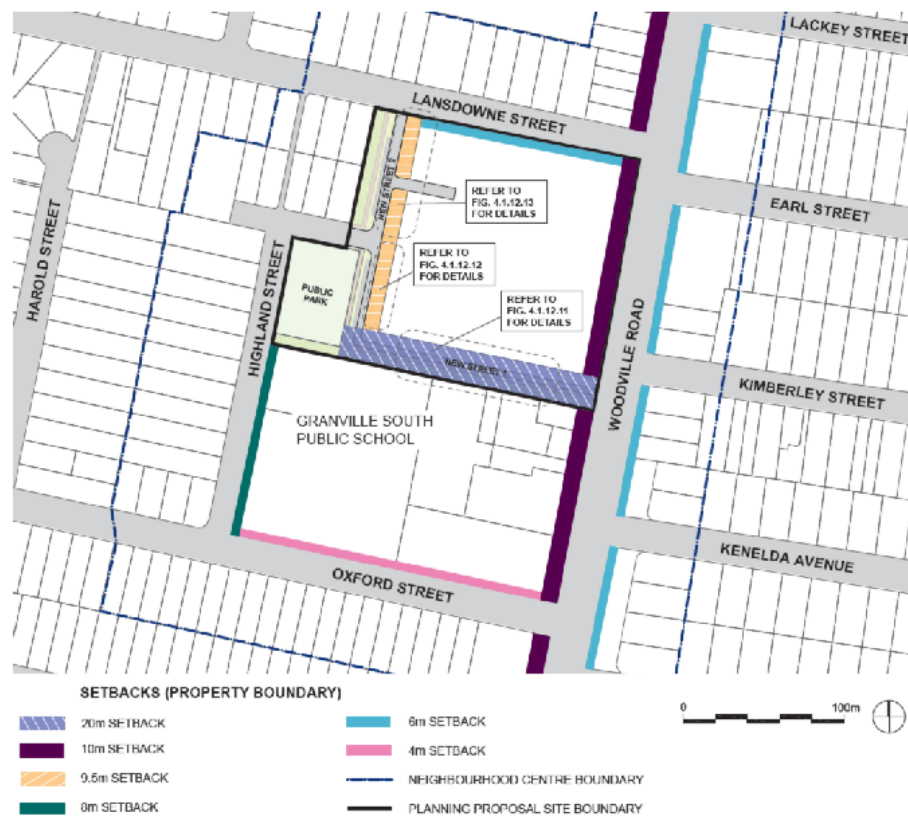 LACKEY STREET
LANSDOWNE STREET
NEW STREET 2
REFER TO
FIG. 4.1.12.13
FOR DETAILS
EARL STREET
HAROLD STREET
HIGHLAND STREET
PUBLIC
PARK
REFER TO
FIG. 4.1.12.12
FOR DETAILS
REFER TO
FIG. 4.1.12.11
FOR DETAILS
NEW STREET 1
WOODVILLE ROAD
KIMBERLEY STREET
GRANVILLE SOUTH
PUBLIC SCHOOL
KENELDA AVENUE
OXFORD STREET
SETBACKS (PROPERTY BOUNDARY)
20m SETBACK
10m SETBACK
9.5m SETBACK
8m SETBACK
6m SETBACK
4m SETBACK
NEIGHBOURHOOD CENTRE BOUNDARY
PLANNING PROPOSAL SITE BOUNDARY
0
100m